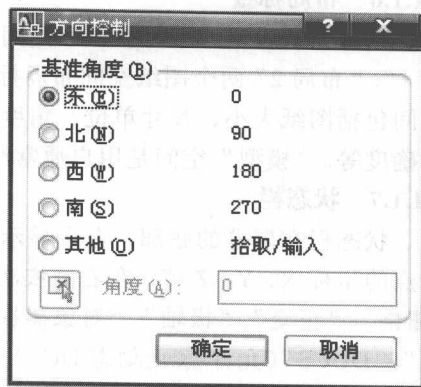 方向控制
基准角度(B)
东(E) 0
北(N) 90
西(W) 180
南(S) 270
其他(O) 拾取/输入
角度(A): 0
确定 取消